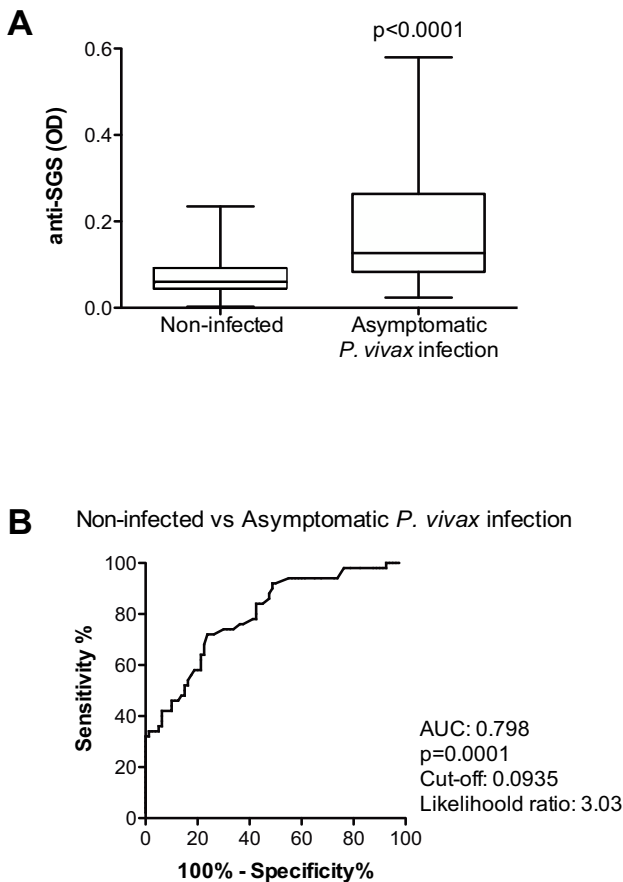 A
p<0.0001
anti-SGS (OD)
0.6
0.4
0.2
0.0
Non-infected
Asymptomatic
P. vivax infection
B
Non-infected vs Asymptomatic P. vivax infection
Sensitivity %
100
80
60
40
20
0
0 20 40 60 80 100
100% - Specificity%
AUC: 0.798
p=0.0001
Cut-off: 0.0935
Likelihoold ratio: 3.03